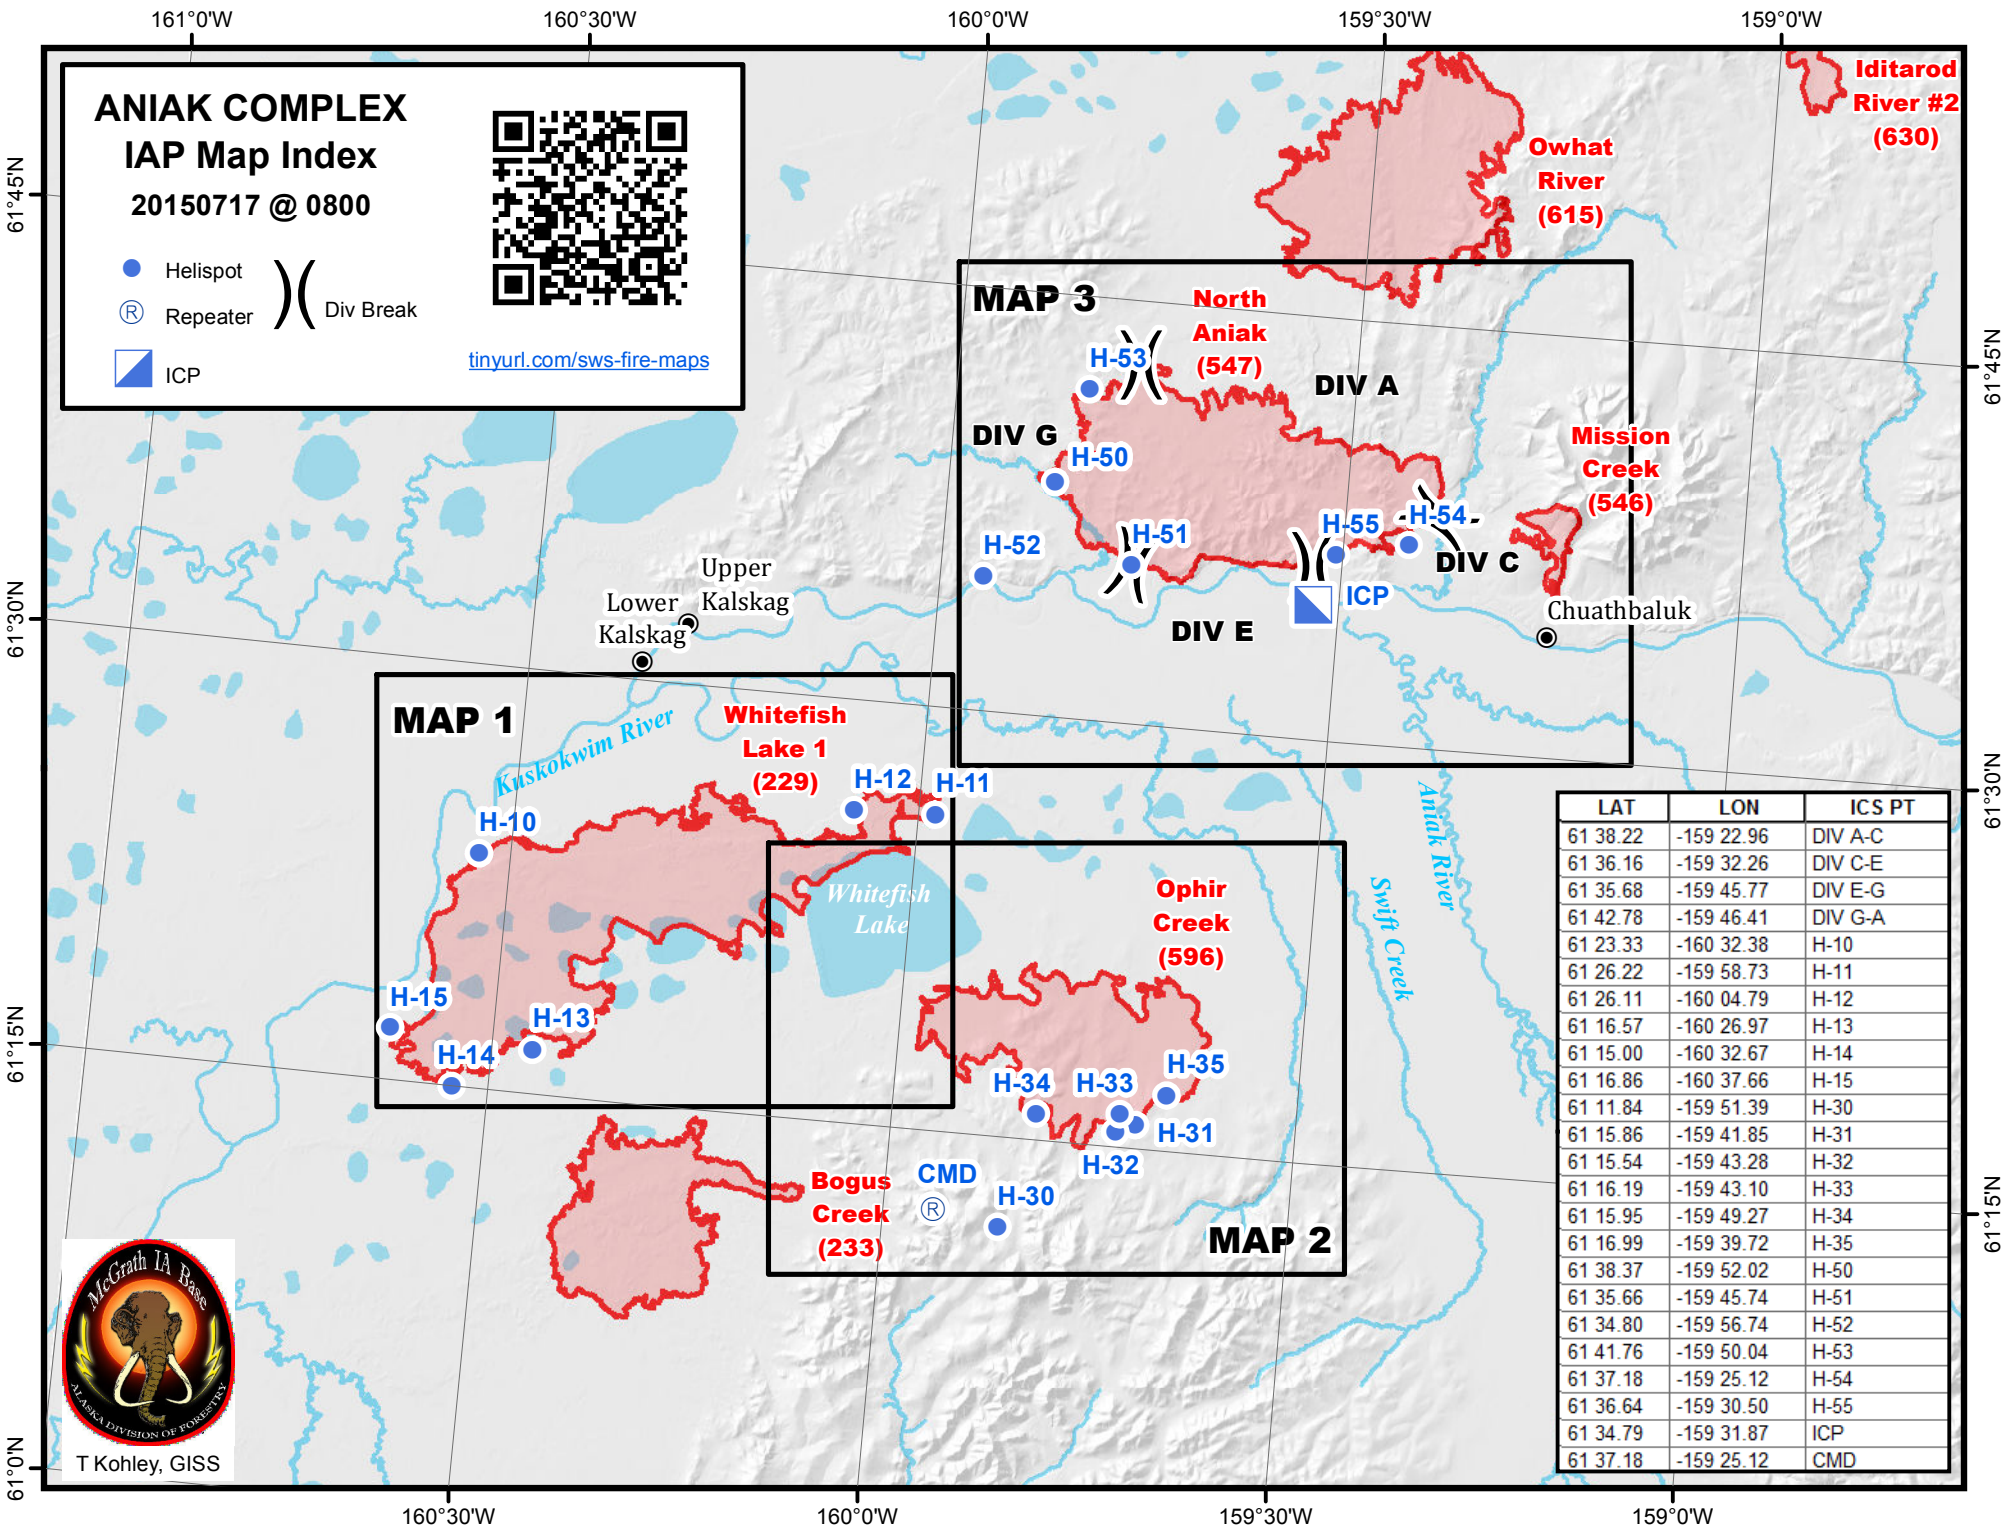 161°0'W
160°30'W
160°0'W
159°30'W
159°0'W
ANIAK COMPLEX
IAP Map Index
20150717 @ 0800
Helispot
Repeater
Div Break
ICP
tinyurl.com/sws-fire-maps
Iditarod
River #2
(630)
Owhat
River
(615)
61°45'N
61°45'N
MAP 3
North
Aniak
(547)
H-53
DIV A
DIV G
H-50
Mission
Creek
(546)
H-52
H-51
H-55
H-54
DIV C
ICP
DIV E
Chuathbaluk
Upper
Kalskag
Lower
Kalskag
61°30'N
61°30'N
MAP 1
Kuskokwim River
Whitefish
Lake 1
(229)
H-12
H-11
H-10
Whitefish
Lake
H-15
H-14
H-13
61°15'N
61°15'N
Ophir
Creek
(596)
Swift Creek
Aniak River
H-34
H-33
H-35
H-31
H-32
CMD
R
H-30
MAP 2
Bogus
Creek
(233)
LAT LON ICS PT
61 38.22 -159 22.96 DIV A-C
61 36.16 -159 32.26 DIV C-E
61 35.68 -159 45.77 DIV E-G
61 42.78 -159 46.41 DIV G-A
61 23.33 -160 32.38 H-10
61 26.22 -159 58.73 H-11
61 26.11 -160 04.79 H-12
61 16.57 -160 26.97 H-13
61 15.00 -160 32.67 H-14
61 16.86 -160 37.66 H-15
61 11.84 -159 51.39 H-30
61 15.86 -159 41.85 H-31
61 15.54 -159 43.28 H-32
61 16.19 -159 43.10 H-33
61 15.95 -159 49.27 H-34
61 16.99 -159 39.72 H-35
61 38.37 -159 52.02 H-50
61 35.66 -159 45.74 H-51
61 34.80 -159 56.74 H-52
61 41.76 -159 50.04 H-53
61 37.18 -159 25.12 H-54
61 36.64 -159 30.50 H-55
61 34.79 -159 31.87 ICP
61 37.18 -159 25.12 CMD
McGrath IA Base
ALASKA DIVISION OF FORESTRY
T Kohley, GISS
61°0'N
160°30'W
160°0'W
159°30'W
159°0'W